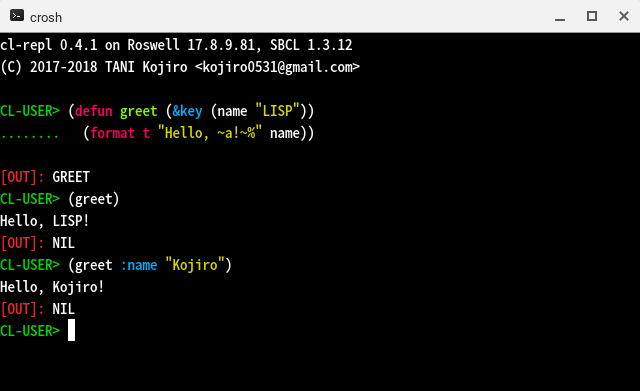 crosh
cl-repl 0.4.1 on Roswell 17.8.9.81, SBCL 1.3.12
(C) 2017-2018 TANI Kojiro <kojiro0531@gmail.com>
CL-USER> (defun greet (&key (name "LISP"))
........   (format t "Hello, ~a!~%" name))
[OUT]: GREET
CL-USER> (greet)
Hello, LISP!
[OUT]: NIL
CL-USER> (greet :name "Kojiro")
Hello, Kojiro!
[OUT]: NIL
CL-USER>